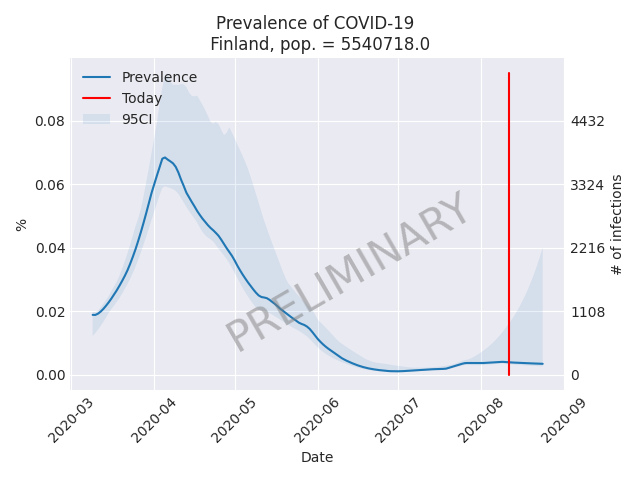 Prevalence of COVID-19
Finland, pop. = 5540718.0
Prevalence
Today
95CI
0.08
0.06
0.04
0.02
0.00
%
4432
3324
2216
1108
0
# of infections
PRELIMINARY
2020-03
2020-04
2020-05
2020-06
2020-07
2020-08
2020-09
Date